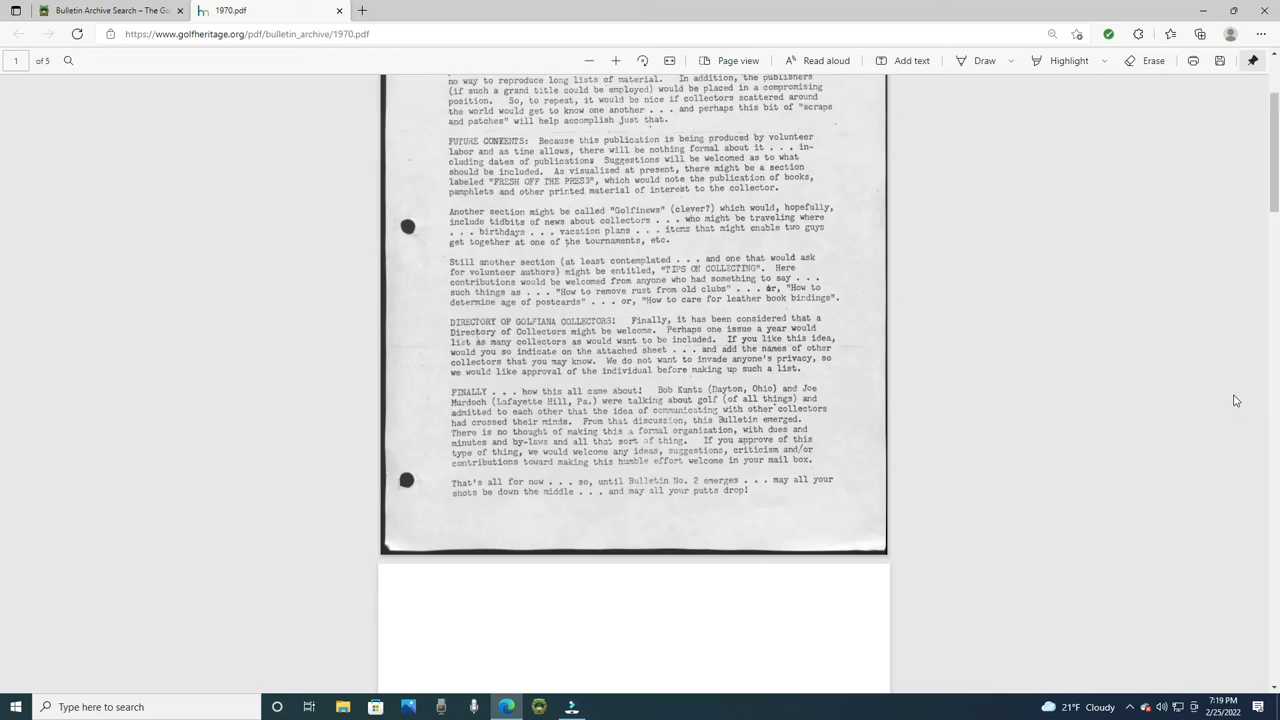 Bulletin Archive Search – The Go
1970.pdf
https://www.golfheritage.org/pdf/bulletin_archive/1970.pdf
1 of 5
Page view
Read aloud
Add text
Draw
Highlight
Erase
no way to reproduce long lists of material. In addition, the publishers
(if such a grand title could be employed) would be placed in a compromising
position. So, to repeat, it would be nice if collectors scattered around
the world would get to know one another . . . and perhaps this bit of "scraps
and patches" will help accomplish just that.
FUTURE CONTENTS: Because this publication is being produced by volunteer
labor and as time allows, there will be nothing formal about it . . . in-
cluding dates of publication. Suggestions will be welcomed as to what
should be included. As visualized at present, there might be a section
labeled "FRESH OFF THE PRESS", which would note the publication of books,
pamphlets and other printed material of interest to the collector.
Another section might be called "Golfinews" (clever?) which would, hopefully,
include tidbits of news about collectors . . . who might be traveling where
. . . birthdays . . . vacation plans . . . items that might enable two guys
get together at one of the tournaments, etc.
Still another section (at least contemplated . . . and one that would ask
for volunteer authors) might be entitled, "TIPS ON COLLECTING". Here
contributions would be welcomed from anyone who had something to say . . .
such things as . . . "How to remove rust from old clubs" . . . or, "How to
determine age of postcards" . . . or, "How to care for leather book bindings".
DIRECTORY OF GOLFIANA COLLECTORS! Finally, it has been considered that a
Directory of Collectors might be welcome. Perhaps one issue a year would
list as many collectors as would want to be included. If you like this idea,
would you so indicate on the attached sheet . . . and add the names of other
collectors that you may know. We do not want to invade anyone's privacy, so
we would like approval of the individual before making up such a list.
FINALLY . . . how this all came about! Bob Kuntz (Dayton, Ohio) and Joe
Murdoch (Lafayette Hill, Pa.) were talking about golf (of all things) and
admitted to each other that the idea of communicating with other collectors
had crossed their minds. From that discussion, this Bulletin emerged.
There is no thought of making this a formal organization, with dues and
minutes and by-laws and all that sort of thing. If you approve of this
type of thing, we would welcome any ideas, suggestions, criticism and/or
contributions toward making this humble effort welcome in your mail box.
That's all for now . . . so, until Bulletin No. 2 emerges . . . may all your
shots be down the middle . . . and may all your putts drop!
Type here to search
21°F Cloudy
7:19 PM
2/25/2022